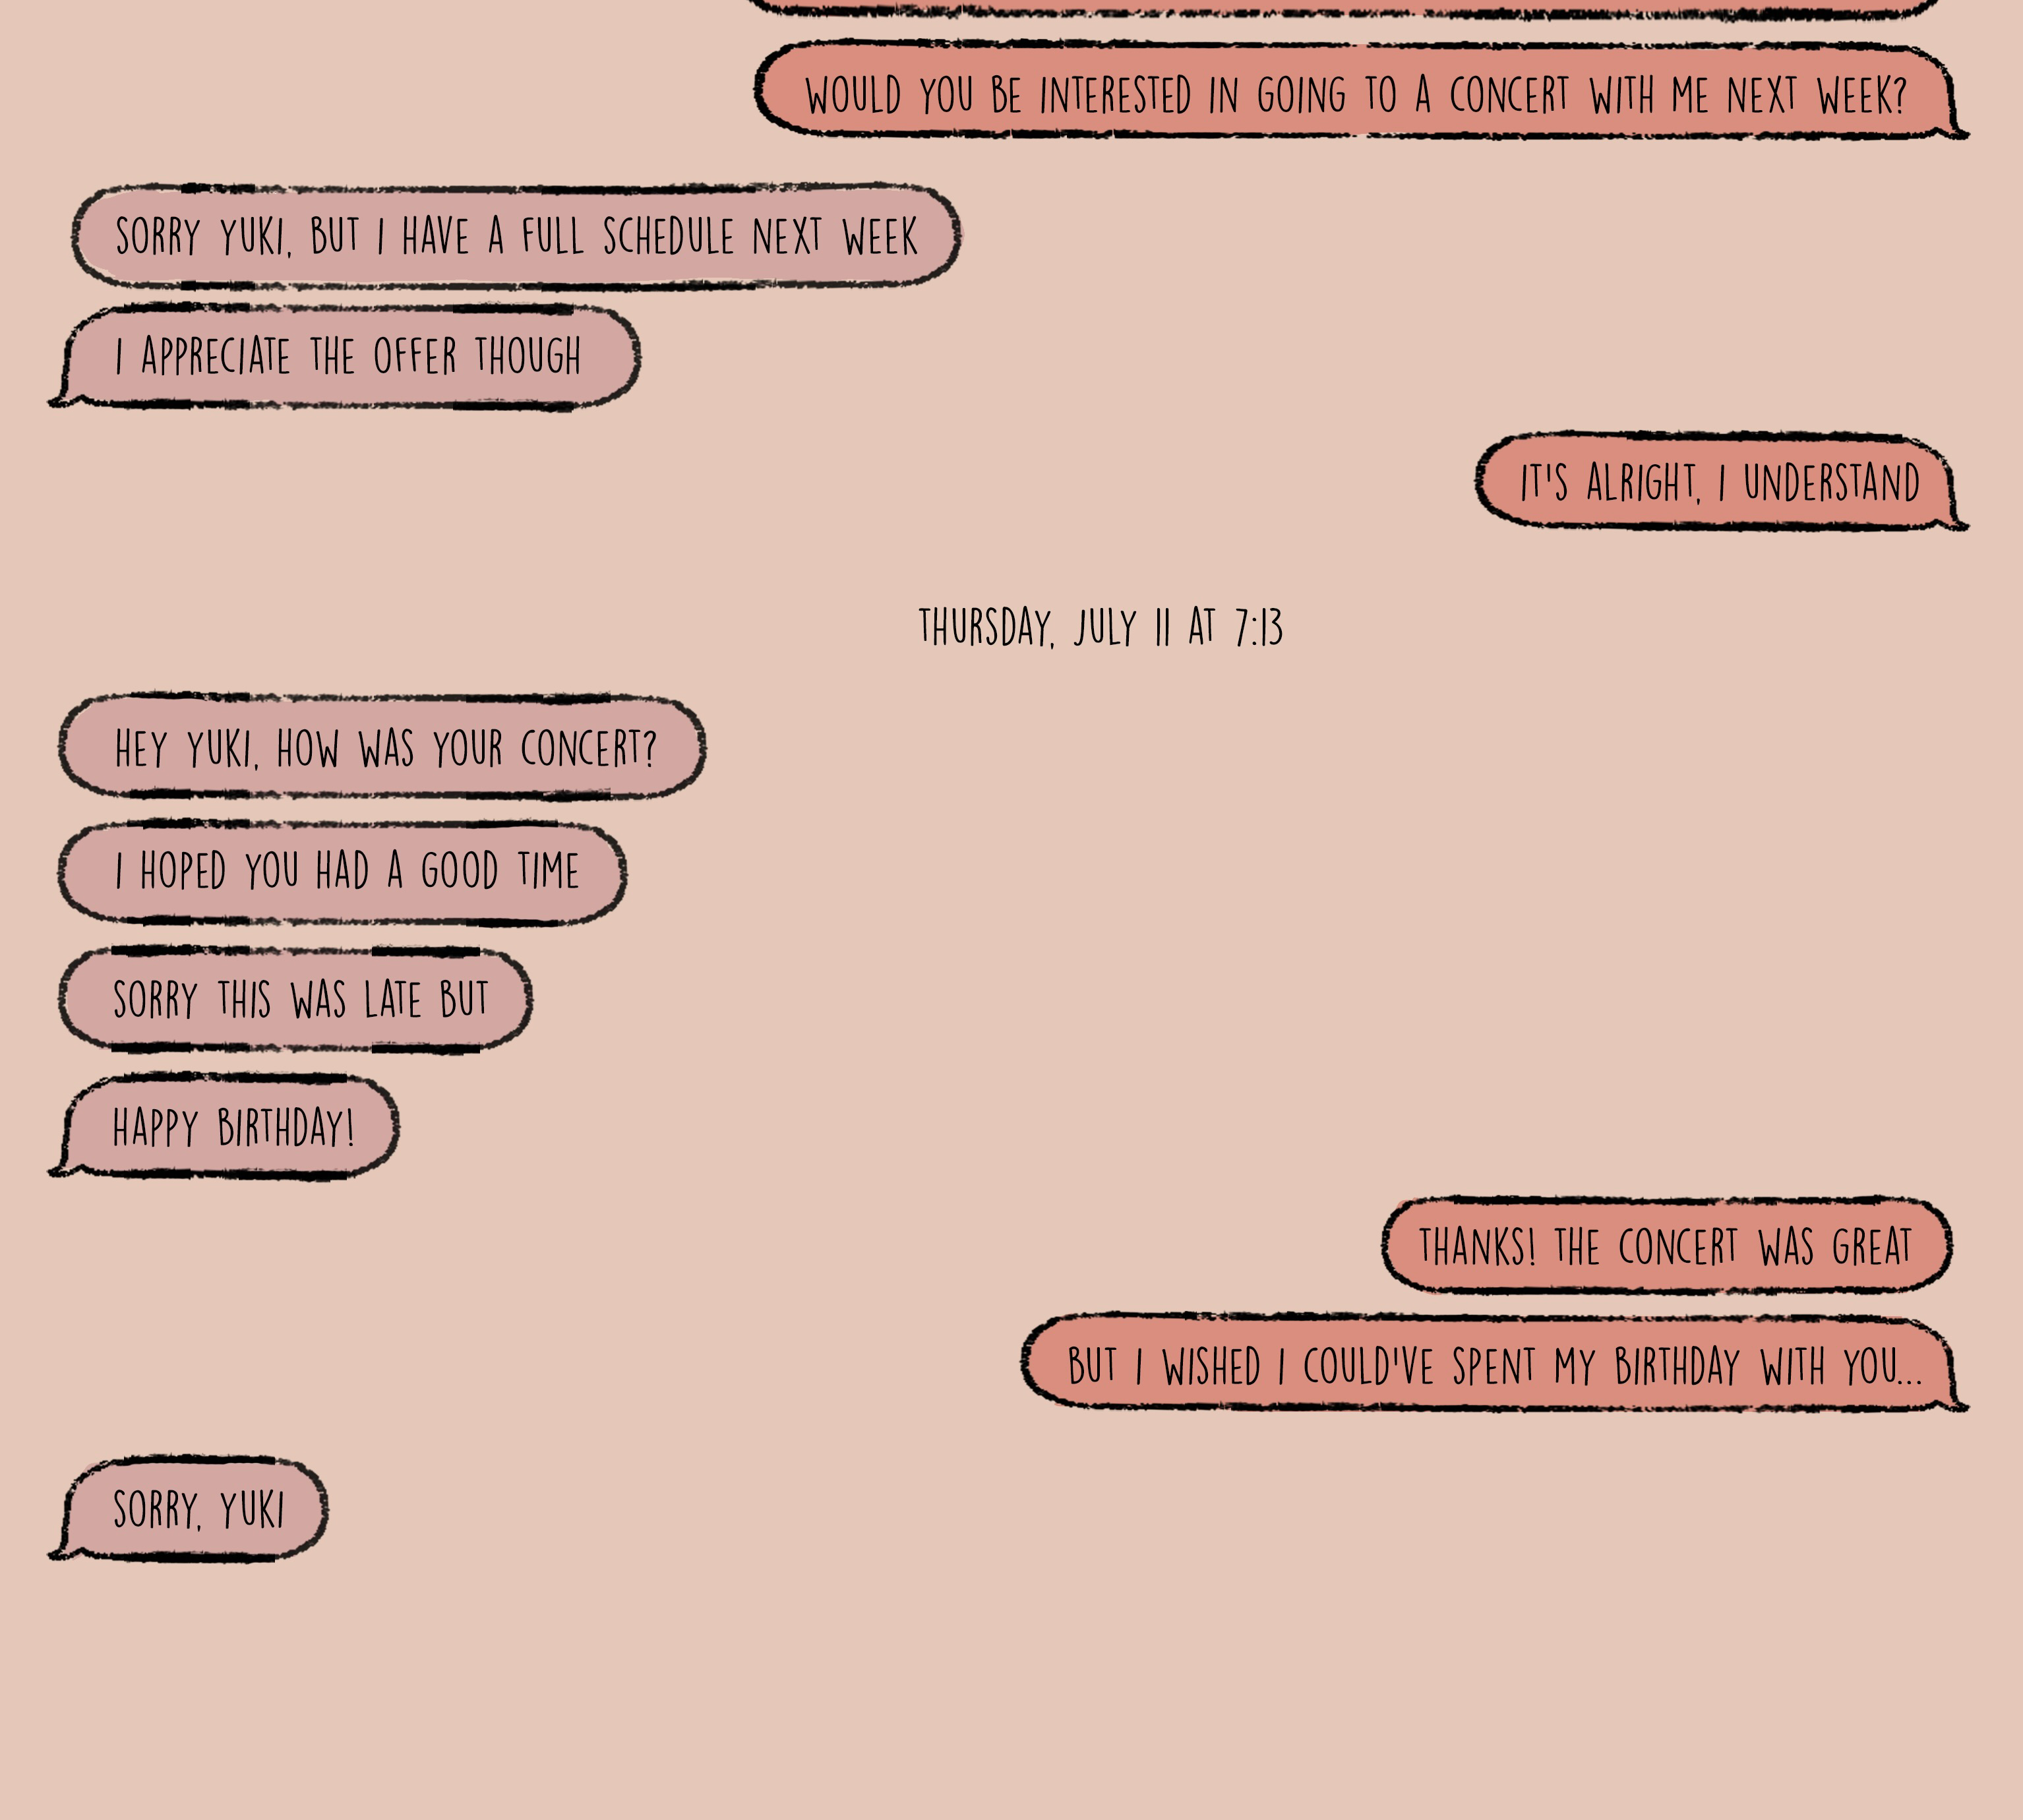 WOULD YOU BE INTERESTED IN GOING TO A CONCERT WITH ME NEXT WEEK?
SORRY YUKI, BUT I HAVE A FULL SCHEDULE NEXT WEEK
I APPRECIATE THE OFFER THOUGH
IT'S ALRIGHT, I UNDERSTAND
THURSDAY, JULY 11 AT 7:13
HEY YUKI, HOW WAS YOUR CONCERT?
I HOPED YOU HAD A GOOD TIME
SORRY THIS WAS LATE BUT
HAPPY BIRTHDAY!
THANKS! THE CONCERT WAS GREAT
BUT I WISHED I COULD'VE SPENT MY BIRTHDAY WITH YOU...
SORRY, YUKI